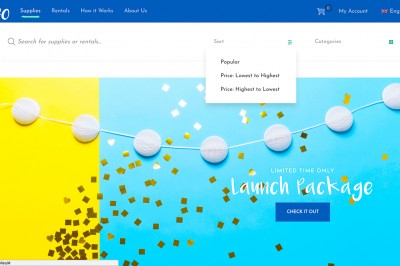 Supplies Rentals How it Works About Us
0 My Account
Search for supplies or rentals..
Sort
Categories
Popular
Price: Lowest to Highest
Price: Highest to Lowest
LIMITED TIME ONLY
Launch Package
CHECK IT OUT